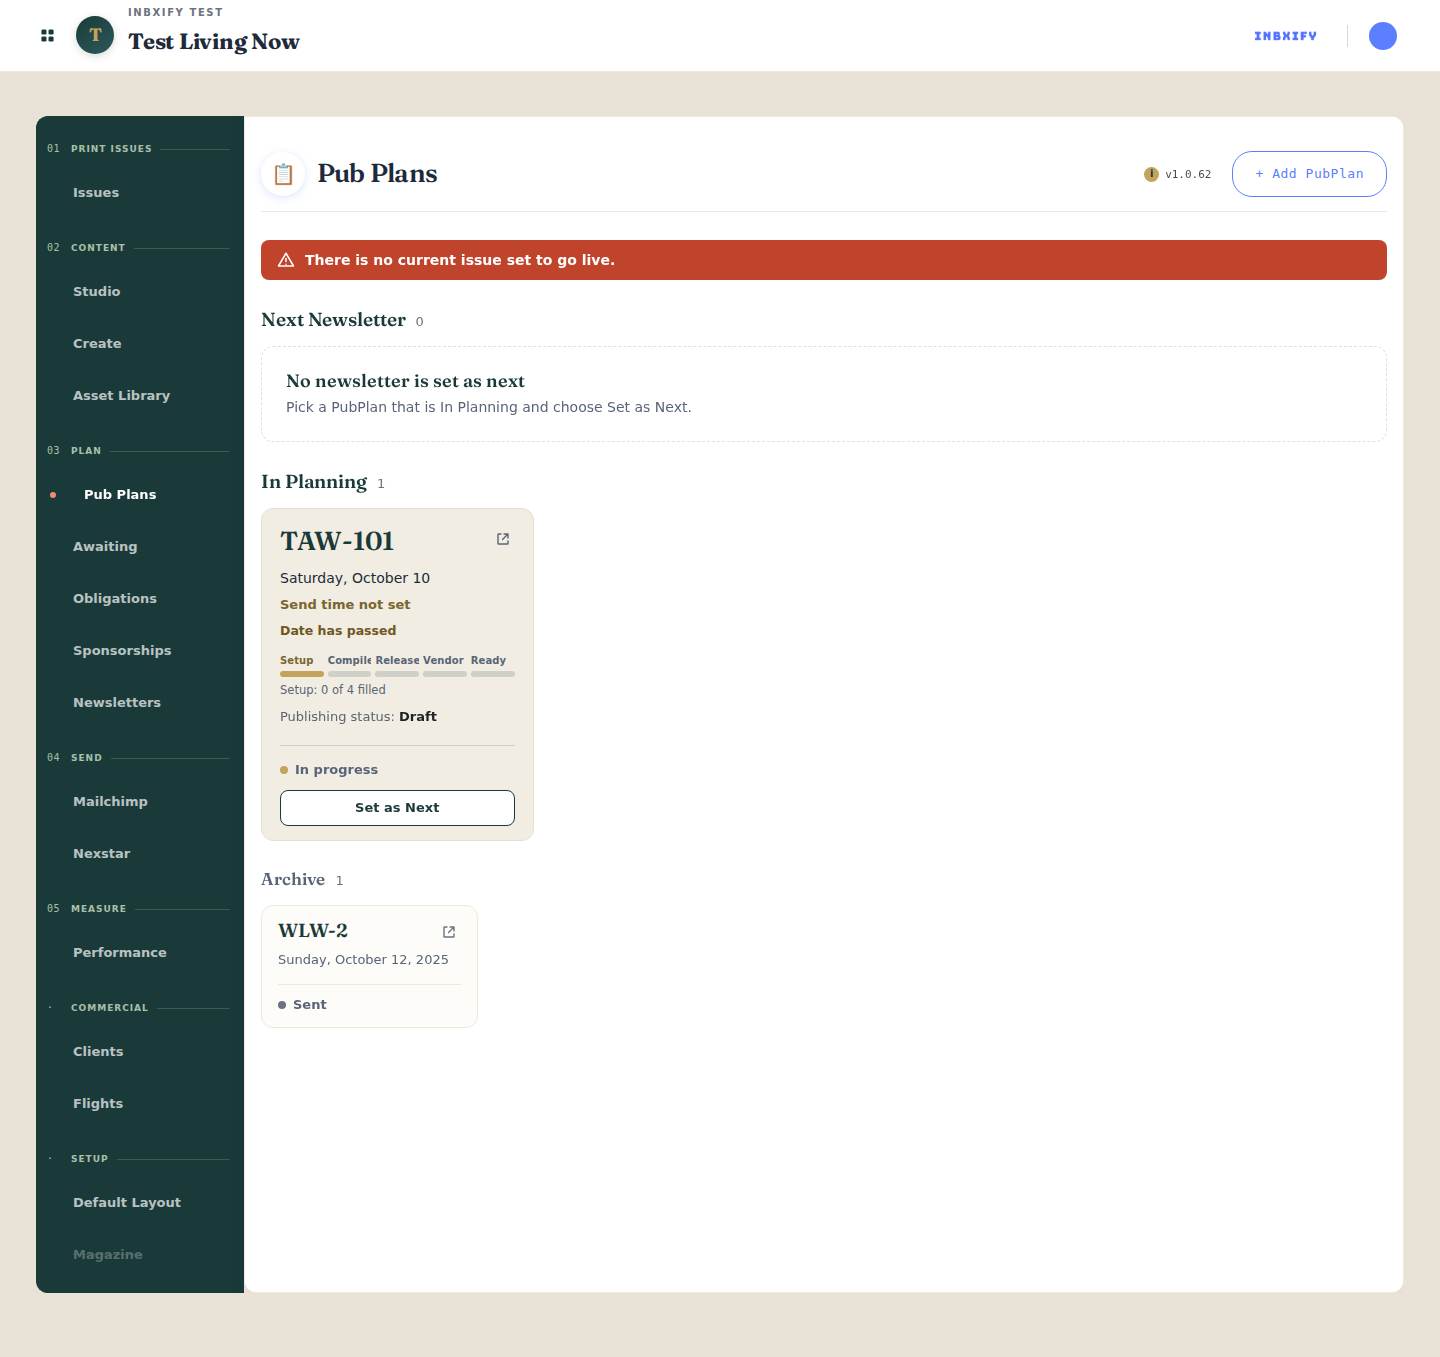 INBXIFY TEST
T
Test Living Now
INBXIFY
01 PRINT ISSUES
Issues
02 CONTENT
Studio
Create
Asset Library
03 PLAN
Pub Plans
Awaiting
Obligations
Sponsorships
Newsletters
04 SEND
Mailchimp
Nexstar
05 MEASURE
Performance
· COMMERCIAL
Clients
Flights
· SETUP
Default Layout
Magazine
Pub Plans
i v1.0.62
+ Add PubPlan
There is no current issue set to go live.
Next Newsletter 0
No newsletter is set as next
Pick a PubPlan that is In Planning and choose Set as Next.
In Planning 1
TAW-101
Saturday, October 10
Send time not set
Date has passed
Setup Compile Release Vendor Ready
Setup: 0 of 4 filled
Publishing status: Draft
In progress
Set as Next
Archive 1
WLW-2
Sunday, October 12, 2025
Sent